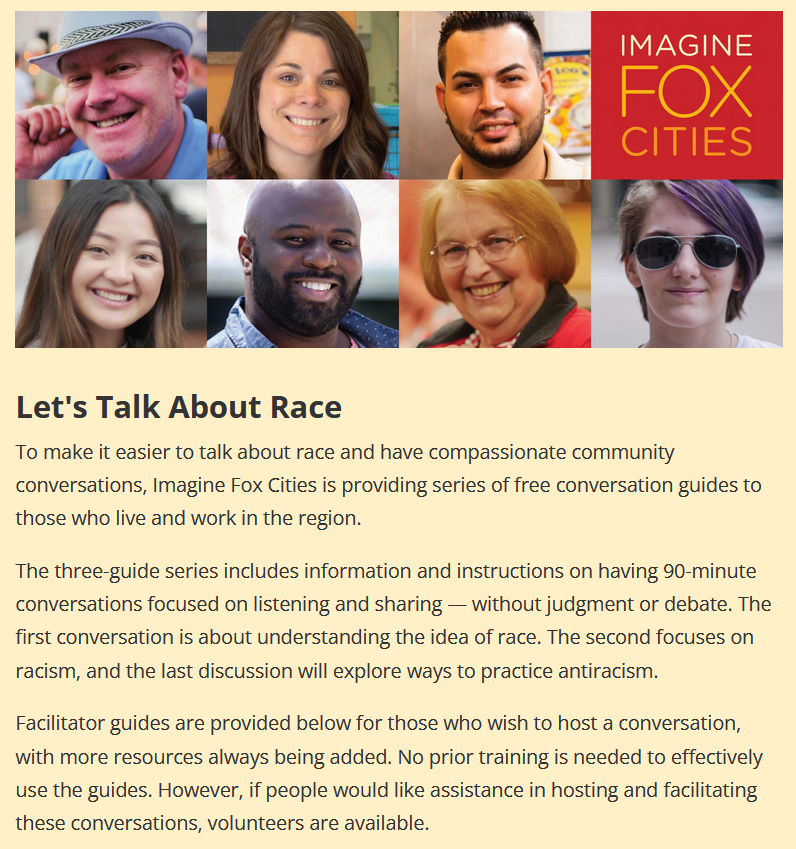 IMAGINE
FOX
CITIES
Let's Talk About Race
To make it easier to talk about race and have compassionate community
conversations, Imagine Fox Cities is providing series of free conversation guides to
those who live and work in the region.
The three-guide series includes information and instructions on having 90-minute
conversations focused on listening and sharing — without judgment or debate. The
first conversation is about understanding the idea of race. The second focuses on
racism, and the last discussion will explore ways to practice antiracism.
Facilitator guides are provided below for those who wish to host a conversation,
with more resources always being added. No prior training is needed to effectively
use the guides. However, if people would like assistance in hosting and facilitating
these conversations, volunteers are available.